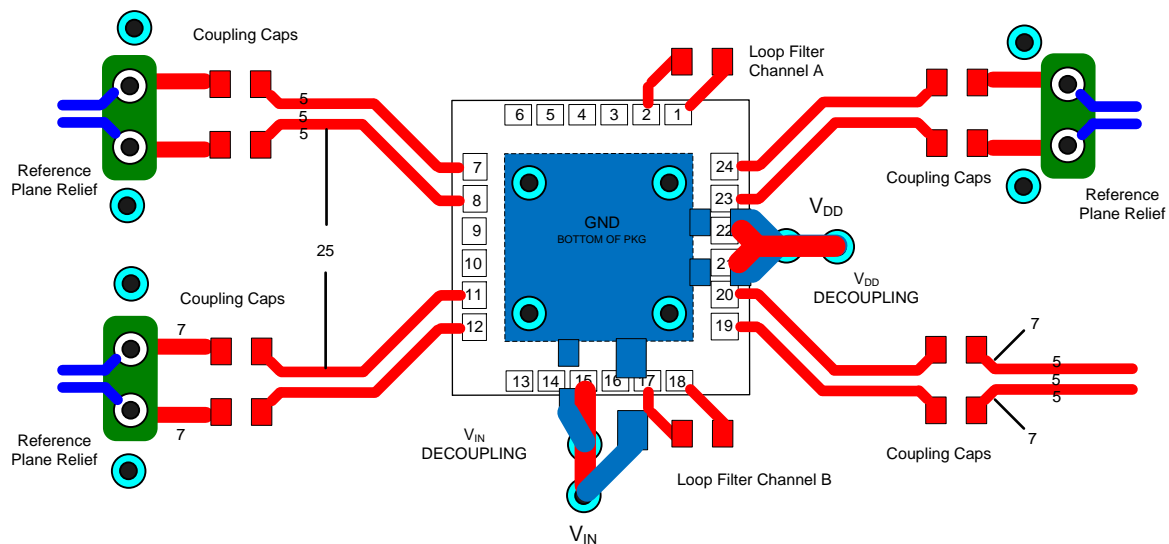 Coupling Caps
Loop Filter
Channel A
Coupling Caps
Reference
Plane Relief
5
5
5
6 5 4 3 2 1
7
8
9
10
11
12
24
23
22
21
20
19
13 14 15 16 17 18
GND
BOTTOM OF PKG
VDD
VDD
DECOUPLING
Reference
Plane Relief
25
Coupling Caps
7
7
Reference
Plane Relief
VIN
DECOUPLING
VIN
Loop Filter Channel B
Coupling Caps
7
5
5
5
7